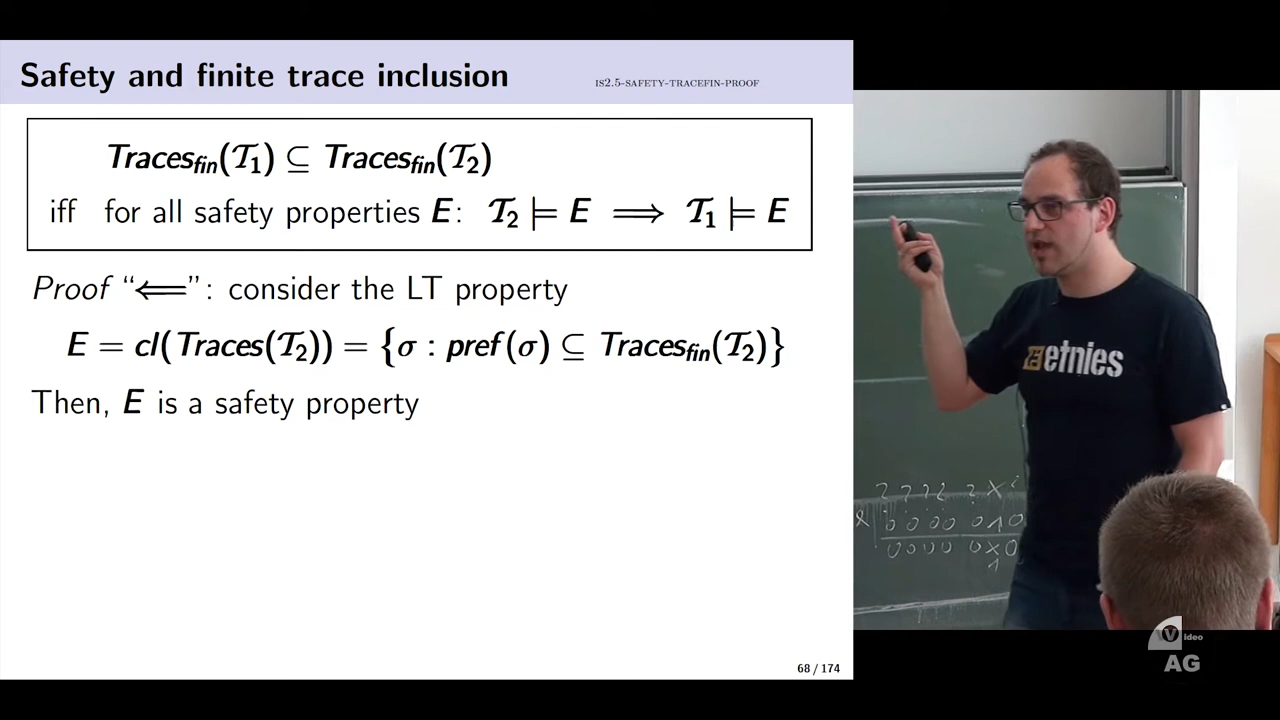 Safety and finite trace inclusion
IS2.5-SAFETY-TRACEFIN-PROOF
Traces_fin(𝒯₁) ⊆ Traces_fin(𝒯₂)
iff for all safety properties E: 𝒯₂ ⊨ E ⟹ 𝒯₁ ⊨ E
Proof “⟸”: consider the LT property
E = cl(Traces(𝒯₂)) = {σ : pref(σ) ⊆ Traces_fin(𝒯₂)}
Then, E is a safety property
68 / 174
etnies
Video
AG